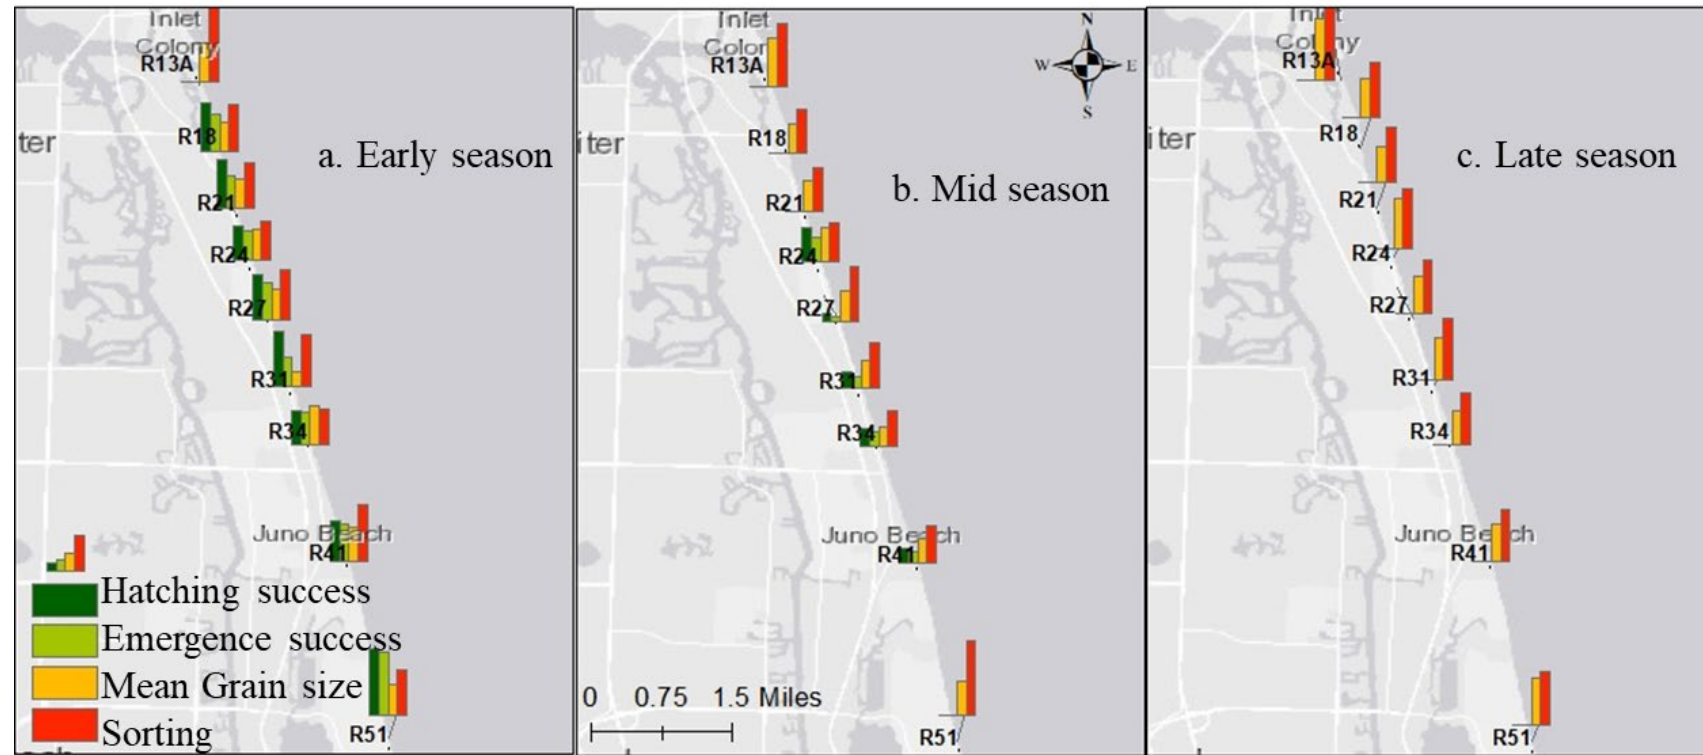 Inlet
Colony
R13A
R18
ter
a. Early season
R21
R24
R27
R31
R34
Juno Beach
R41
Hatching success
Emergence success
Mean Grain size
Sorting
R51
Inlet
Color
R13A
N
W E
S
R18
iter
b. Mid season
R21
R24
R27
R31
R34
Juno Beach
R41
0 0.75 1.5 Miles
R51
Inlet
Colony
R13A
R18
iter
c. Late season
R21
R24
R27
R31
R34
Juno Beach
R41
R51